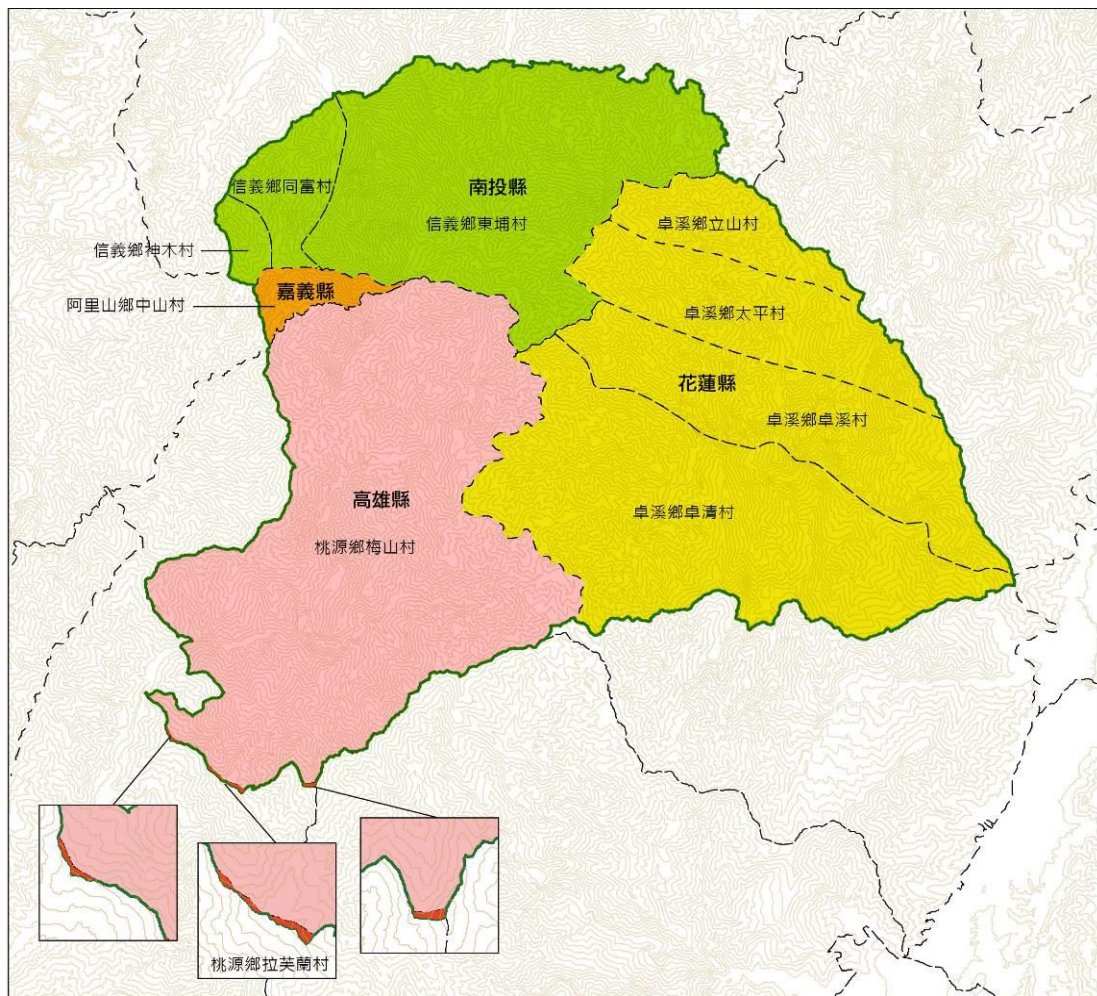 信義鄉同富村
南投縣
信義鄉東埔村
卓溪鄉立山村
信義鄉神木村
嘉義縣
阿里山鄉中山村
卓溪鄉太平村
花蓮縣
卓溪鄉卓溪村
高雄縣
卓溪鄉卓清村
桃源鄉梅山村
桃源鄉拉芙蘭村